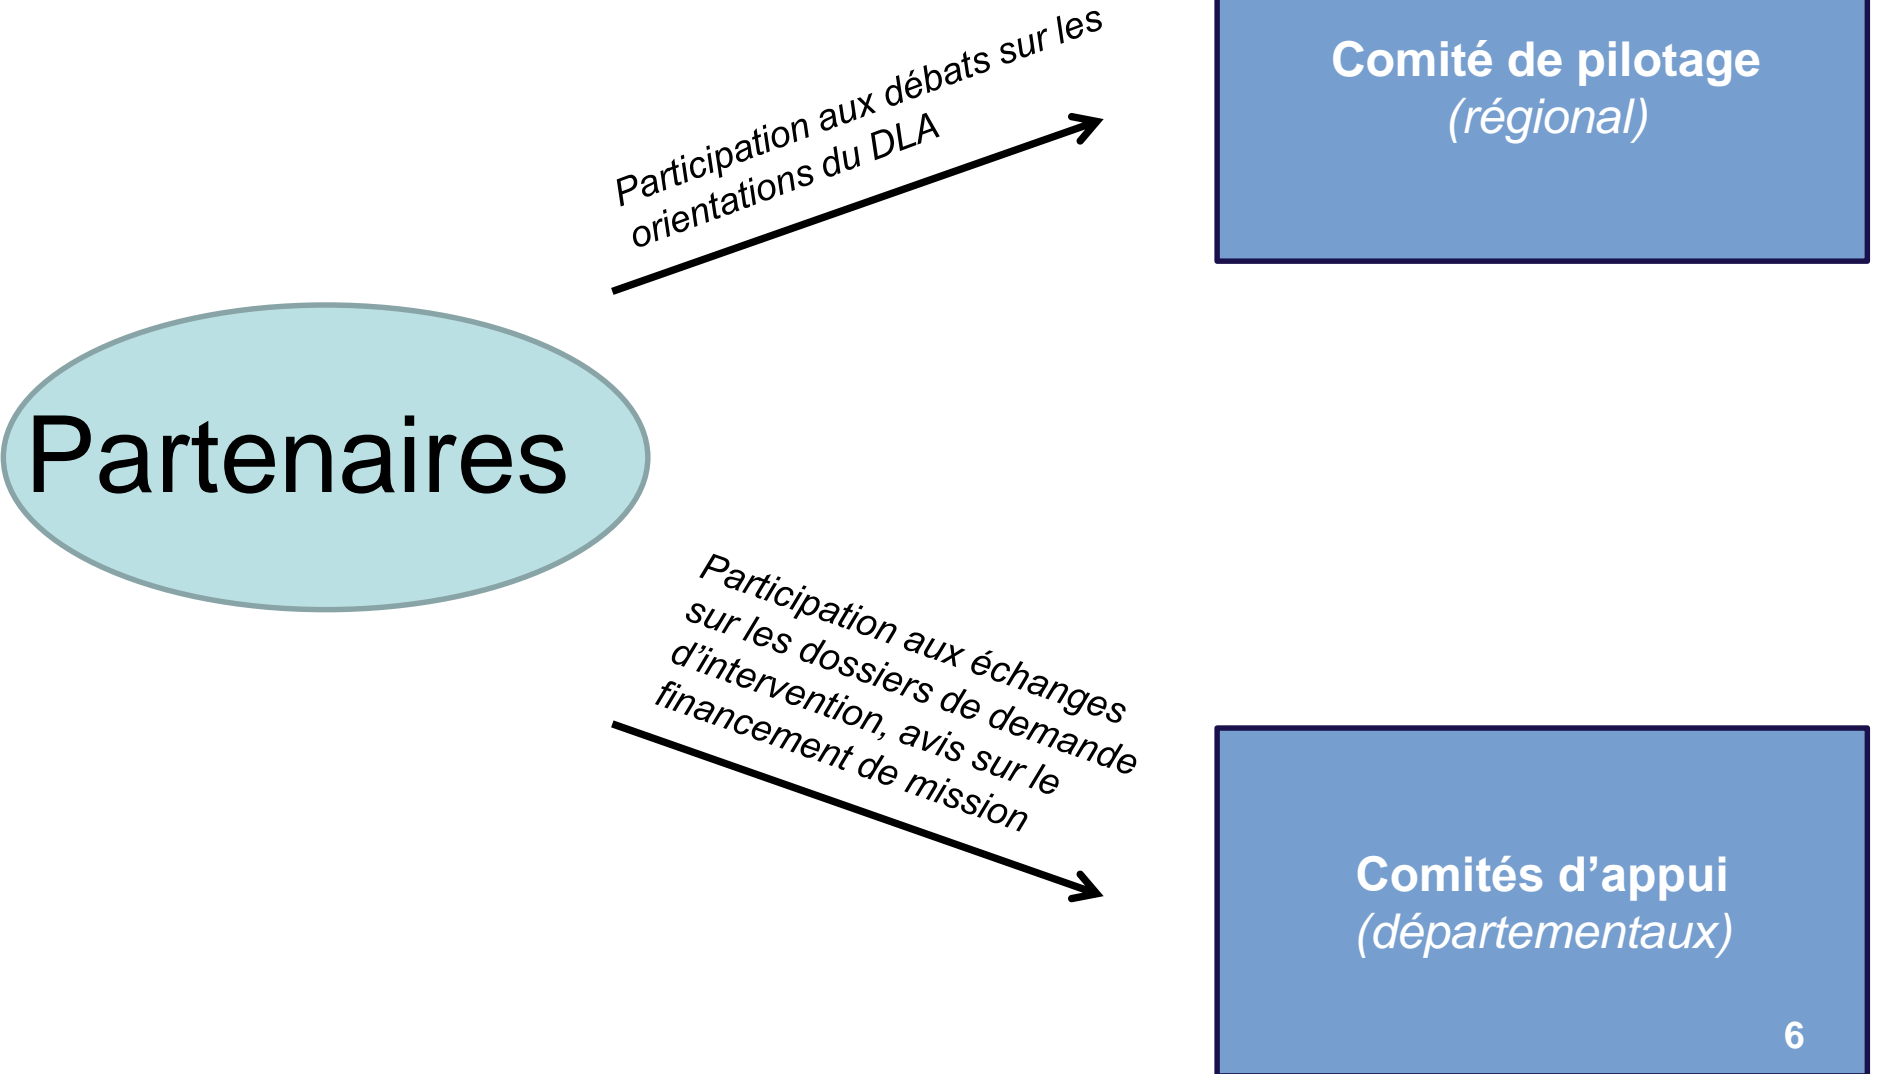 Participation aux débats sur les
orientations du DLA
Comité de pilotage
(régional)
Partenaires
Participation aux échanges
sur les dossiers de demande
d’intervention, avis sur le
financement de mission
Comités d’appui
(départementaux)
6